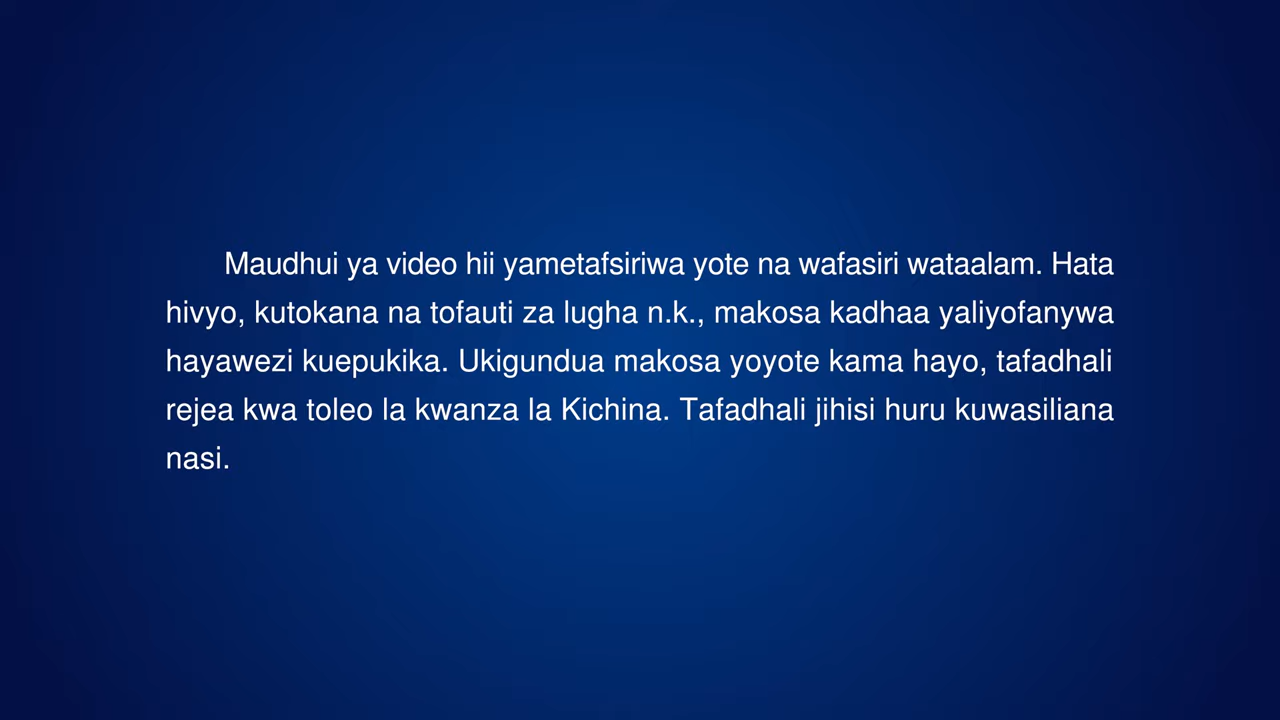 Maudhui ya video hii yametafsiriwa yote na wafasiri wataalam. Hata
hivyo, kutokana na tofauti za lugha n.k., makosa kadhaa yaliyofanywa
hayawezi kuepukika. Ukigundua makosa yoyote kama hayo, tafadhali
rejea kwa toleo la kwanza la Kichina. Tafadhali jihisi huru kuwasiliana
nasi.